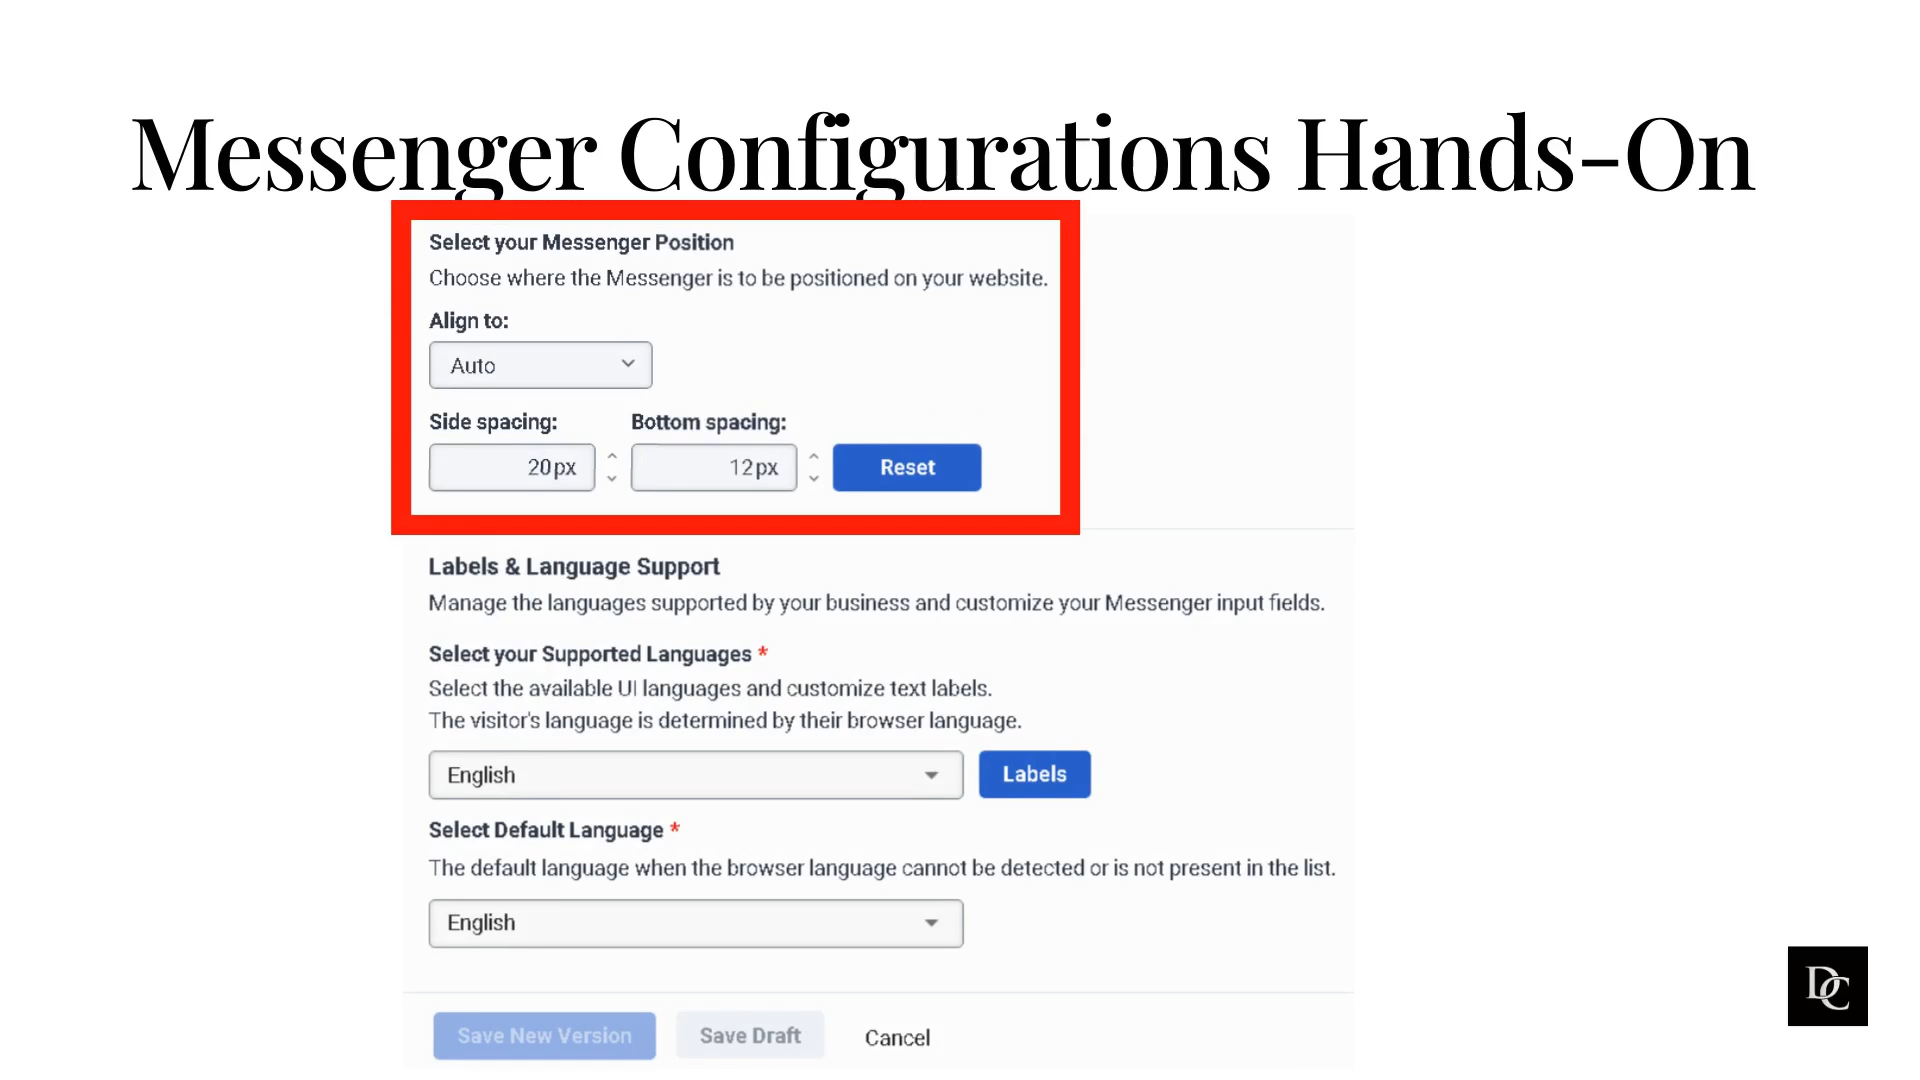 Messenger Configurations Hands-On
Select your Messenger Position
Choose where the Messenger is to be positioned on your website.
Align to:
Auto
Side spacing: Bottom spacing:
20px 12px Reset
Labels & Language Support
Manage the languages supported by your business and customize your Messenger input fields.
Select your Supported Languages *
Select the available UI languages and customize text labels.
The visitor's language is determined by their browser language.
English Labels
Select Default Language *
The default language when the browser language cannot be detected or is not present in the list.
English
Save New Version Save Draft Cancel
DC